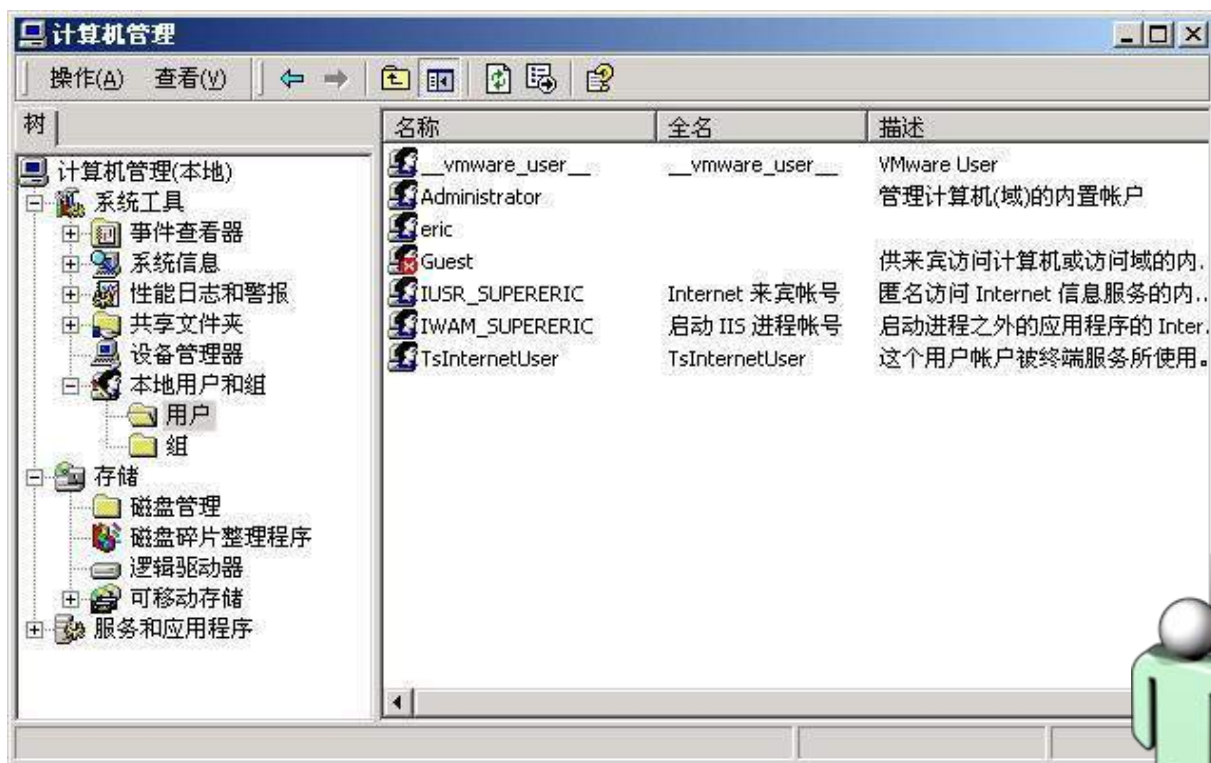 计算机管理
操作(A) 查看(V)
树
名称 全名 描述
计算机管理(本地)
系统工具
事件查看器
系统信息
性能日志和警报
共享文件夹
设备管理器
本地用户和组
用户
组
存储
磁盘管理
磁盘碎片整理程序
逻辑驱动器
可移动存储
服务和应用程序
__vmware_user__ __vmware_user__ VMware User
Administrator 管理计算机(域)的内置帐户
eric
Guest 供来宾访问计算机或访问域的内.
IUSR_SUPERERIC Internet 来宾帐号 匿名访问 Internet 信息服务的内..
IWAM_SUPERERIC 启动 IIS 进程帐号 启动进程之外的应用程序的 Inter.
TsInternetUser TsInternetUser 这个用户帐户被终端服务所使用。